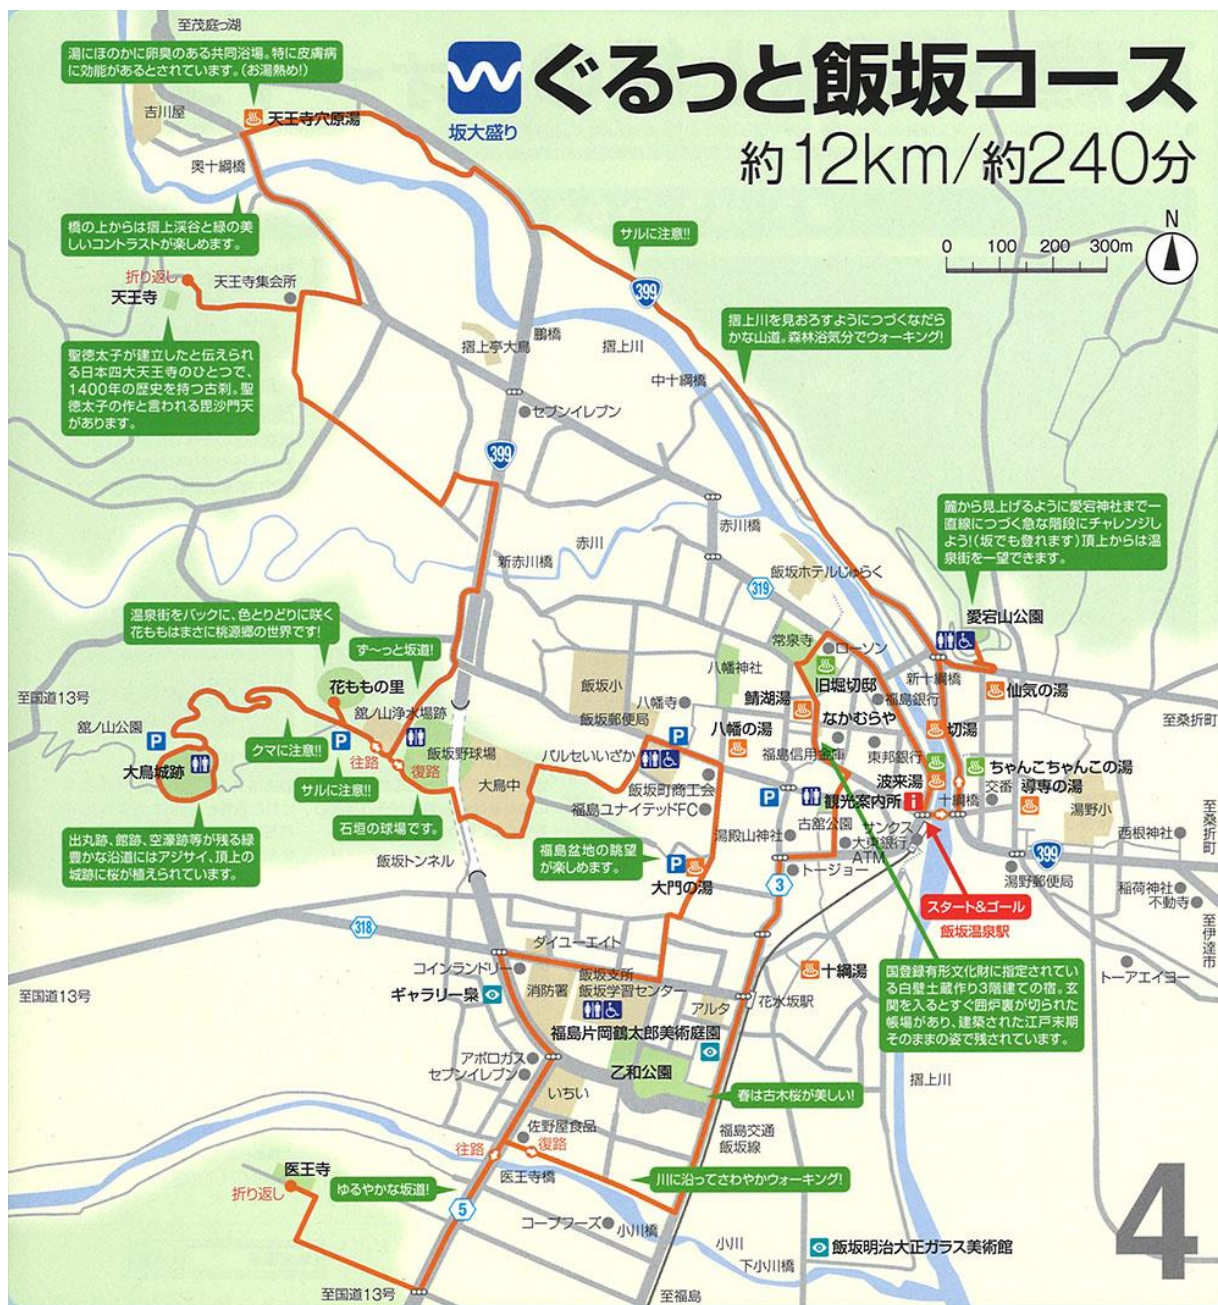 至茂庭っ湖
湯にほのかに卵臭のある共同浴場。特に皮膚病
に効能があるとされています。(お湯熱め!)
坂大盛り
ぐるっと飯坂コース
約12km/約240分
吉川屋
天王寺穴原湯
奥十綱橋
橋の上からは摺上渓谷と緑の美
しいコントラストが楽しめます。
サルに注意!!
N
0 100 200 300m
399
折り返し
天王寺
天王寺集会所
聖徳太子が建立したと伝えられ
る日本四大天王寺のひとつで、
1400年の歴史を持つ古刹。聖
徳太子の作と言われる毘沙門天
があります。
摺上亭大鳥
鵬橋
摺上川
中十綱橋
摺上川を見おろすようにつづくなだら
かな山道。森林浴気分でウォーキング!
セブンイレブン
399
新赤川橋
赤川
赤川橋
飯坂ホテルじゅらく
319
麓から見上げるように愛宕神社まで一
直線につづく急な階段にチャレンジし
よう!(坂でも登れます)頂上からは温
泉街を一望できます。
愛宕山公園
温泉街をバックに、色とりどりに咲く
花ももはまさに桃源郷の世界です!
ず〜っと坂道!
至国道13号
花ももの里
舘ノ山公園
P
舘ノ山浄水場跡
クマに注意!!
P
往路
復路
飯坂野球場
大鳥城跡
サルに注意!!
石垣の球場です。
出丸跡、館跡、空濠跡等が残る緑
豊かな沿道にはアジサイ、頂上の
城跡に桜が植えられています。
飯坂トンネル
大鳥中
飯坂小
飯坂郵便局
八幡寺
八幡神社
常泉寺
ローソン
旧堀切邸
福島銀行
新十綱橋
仙気の湯
至桑折町
鯖湖湯
なかむらや
切湯
八幡の湯
福島信用金庫
東邦銀行
P
パルセいいざか
飯坂町商工会
福島ユナイテッドFC
P
波来湯
ちゃんこちゃんこの湯
交番
導専の湯
湯野小
観光案内所
i
十綱橋
古舘公園
サンクス
大東銀行
ATM
湯殿山神社
トージョー
福島盆地の眺望
が楽しめます。
P
大門の湯
3
399
湯野郵便局
西根神社
稲荷神社
不動寺
至桑折町
至伊達市
スタート&ゴール
飯坂温泉駅
318
ダイユーエイト
コインランドリー
ギャラリー梟
消防署
飯坂支所
飯坂学習センター
アルタ
花水坂駅
十綱湯
トーアエイヨー
国登録有形文化財に指定されてい
る白壁土蔵作り3階建ての宿。玄
関を入るとすぐ囲炉裏が切られた
帳場があり、建築された江戸末期
そのままの姿で残されています。
至国道13号
福島片岡鶴太郎美術庭園
アポロガス
セブンイレブン
乙和公園
いちい
春は古木桜が美しい!
摺上川
佐野屋食品
往路
復路
福島交通
飯坂線
医王寺
折り返し
ゆるやかな坂道!
医王寺橋
川に沿ってさわやかウォーキング!
5
コープフーズ
小川橋
小川
下小川橋
飯坂明治大正ガラス美術館
至国道13号
至福島
4